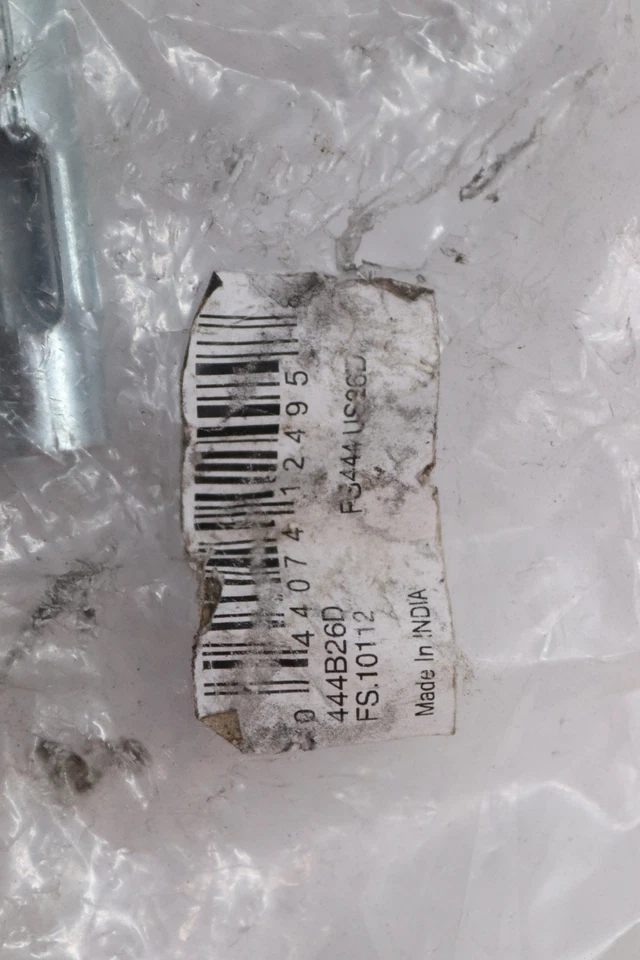 0 44074 12495
444B26D
FS.10112
FS444 US26D
Made In INDIA